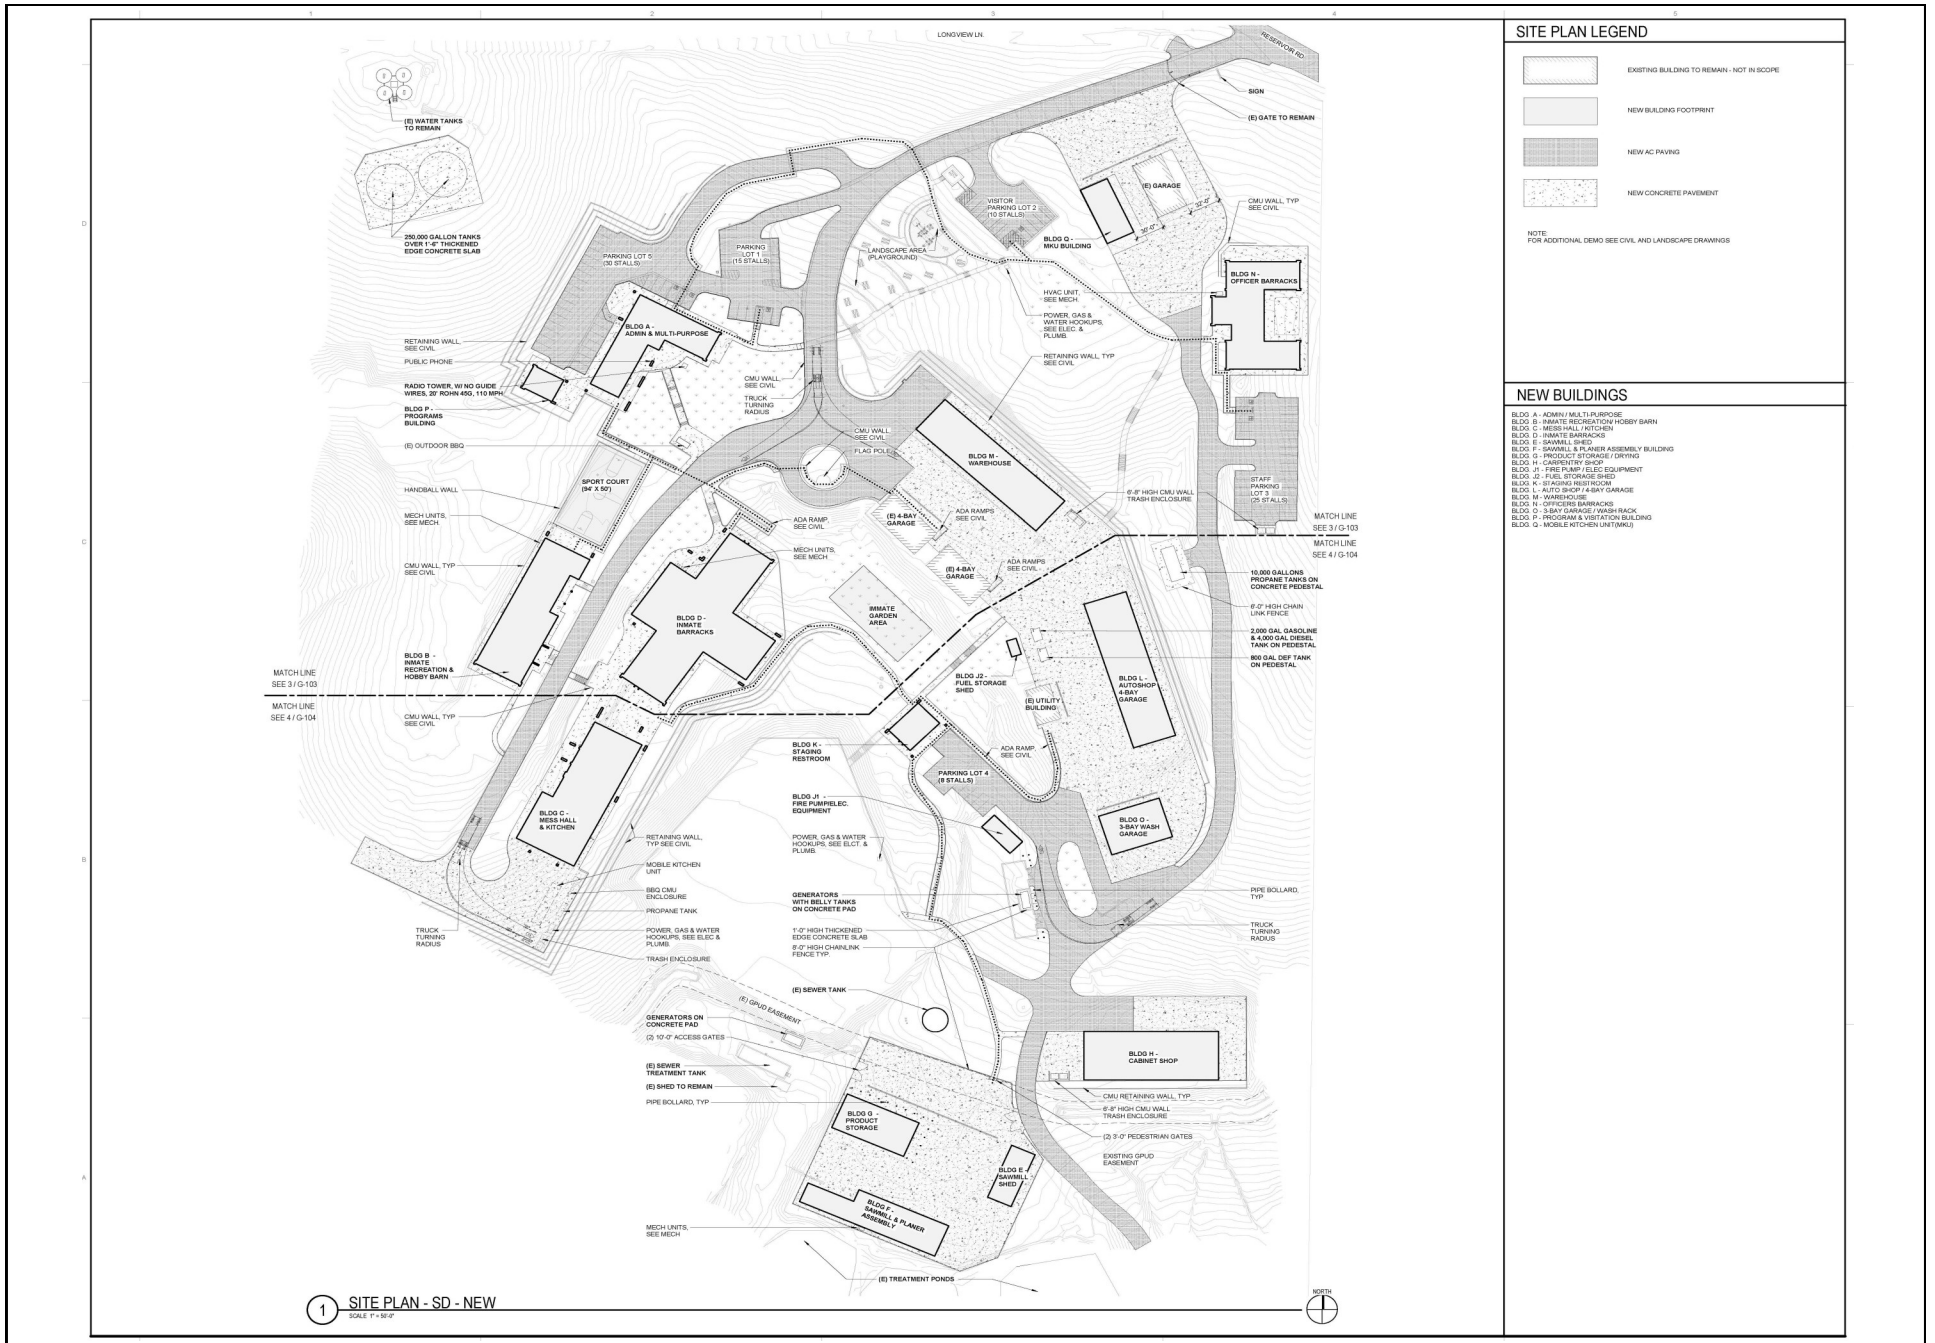 1
2
3
4
5
D
C
B
A
LONGVIEW LN.
RESERVOIR RD
SIGN
(E) GATE TO REMAIN
(E) WATER TANKS
TO REMAIN
250,000 GALLON TANKS
OVER 1'-6" THICKENED
EDGE CONCRETE SLAB
PARKING LOT 5
(30 STALLS)
PARKING
LOT 1
(15 STALLS)
VISITOR
PARKING LOT 2
(10 STALLS)
LANDSCAPE AREA
(PLAYGROUND)
(E) GARAGE
32'-0"
30'-0"
CMU WALL, TYP
SEE CIVIL
BLDG Q -
MKU BUILDING
BLDG N -
OFFICER BARRACKS
HVAC UNIT,
SEE MECH.
POWER, GAS &
WATER HOOKUPS,
SEE ELEC. &
PLUMB.
RETAINING WALL, TYP
SEE CIVIL
BLDG A -
ADMIN & MULTI-PURPOSE
RETAINING WALL,
SEE CIVIL
PUBLIC PHONE
RADIO TOWER, W/ NO GUIDE
WIRES, 20' ROHN 45G, 110 MPH
BLDG P -
PROGRAMS
BUILDING
(E) OUTDOOR BBQ
CMU WALL,
SEE CIVIL
TRUCK
TURNING
RADIUS
CMU WALL,
SEE CIVIL
FLAG POLE
BLDG M -
WAREHOUSE
SPORT COURT
(94' X 50')
HANDBALL WALL
MECH UNITS,
SEE MECH.
CMU WALL, TYP
SEE CIVIL
ADA RAMP,
SEE CIVIL
MECH UNITS,
SEE MECH
(E) 4-BAY
GARAGE
ADA RAMPS
SEE CIVIL
(E) 4-BAY
GARAGE
ADA RAMPS
SEE CIVIL
6'-8" HIGH CMU WALL
TRASH ENCLOSURE
STAFF
PARKING
LOT 3
(25 STALLS)
MATCH LINE
SEE 3 / G-103
MATCH LINE
SEE 4 / G-104
10,000 GALLONS
PROPANE TANKS ON
CONCRETE PEDESTAL
6'-0" HIGH CHAIN
LINK FENCE
2,000 GAL GASOLINE
& 4,000 GAL DIESEL
TANK ON PEDESTAL
800 GAL DEF TANK
ON PEDESTAL
IMMATE
GARDEN
AREA
BLDG D -
INMATE
BARRACKS
BLDG B -
INMATE
RECREATION &
HOBBY BARN
MATCH LINE
SEE 3 / G-103
MATCH LINE
SEE 4 / G-104
CMU WALL, TYP
SEE CIVIL
BLDG J2 -
FUEL STORAGE
SHED
(E) UTILITY
BUILDING
BLDG L -
AUTOSHOP
4-BAY
GARAGE
BLDG K -
STAGING
RESTROOM
ADA RAMP,
SEE CIVIL
PARKING LOT 4
(8 STALLS)
BLDG J1 -
FIRE PUMP/ELEC.
EQUIPMENT
BLDG C -
MESS HALL
& KITCHEN
BLDG O -
3-BAY WASH
GARAGE
RETAINING WALL,
TYP SEE CIVIL
MOBILE KITCHEN
UNIT
BBQ CMU
ENCLOSURE
PROPANE TANK
POWER, GAS & WATER
HOOKUPS, SEE ELEC &
PLUMB.
TRASH ENCLOSURE
TRUCK
TURNING
RADIUS
POWER, GAS & WATER
HOOKUPS, SEE ELCT. &
PLUMB.
GENERATORS
WITH BELLY TANKS
ON CONCRETE PAD
1'-0" HIGH THICKENED
EDGE CONCRETE SLAB
8'-0" HIGH CHAINLINK
FENCE TYP.
PIPE BOLLARD,
TYP
TRUCK
TURNING
RADIUS
(E) SEWER TANK
(E) GPUD EASEMENT
GENERATORS ON
CONCRETE PAD
(2) 10'-0" ACCESS GATES
(E) SEWER
TREATMENT TANK
(E) SHED TO REMAIN
PIPE BOLLARD, TYP
BLDG H -
CABINET SHOP
CMU RETAINING WALL, TYP
6'-8" HIGH CMU WALL
TRASH ENCLOSURE
(2) 3'-0" PEDESTRIAN GATES
EXISTING GPUD
EASEMENT
BLDG G -
PRODUCT
STORAGE
BLDG E -
SAWMILL
SHED
BLDG F -
SAWMILL & PLANER
ASSEMBLY
MECH UNITS,
SEE MECH
(E) TREATMENT PONDS
1
SITE PLAN - SD - NEW
SCALE 1" = 50'-0"
NORTH
SITE PLAN LEGEND
EXISTING BUILDING TO REMAIN - NOT IN SCOPE
NEW BUILDING FOOTPRINT
NEW AC PAVING
NEW CONCRETE PAVEMENT
NOTE:
FOR ADDITIONAL DEMO SEE CIVIL AND LANDSCAPE DRAWINGS
NEW BUILDINGS
BLDG .A - ADMIN / MULTI-PURPOSE
BLDG .B - INMATE RECREATION/ HOBBY BARN
BLDG. C - MESS HALL / KITCHEN
BLDG. D - INMATE BARRACKS
BLDG. E - SAWMILL SHED
BLDG. F - SAWMILL & PLANER ASSEMBLY BUILDING
BLDG. G - PRODUCT STORAGE / DRYING
BLDG. H - CARPENTRY SHOP
BLDG. J1 - FIRE PUMP / ELEC EQUIPMENT
BLDG. J2 - FUEL STORAGE SHED
BLDG. K - STAGING RESTROOM
BLDG. L - AUTO SHOP / 4-BAY GARAGE
BLDG. M - WAREHOUSE
BLDG. N - OFFICERS BARRACKS
BLDG. O - 3-BAY GARAGE / WASH RACK
BLDG. P - PROGRAM & VISITATION BUILDING
BLDG. Q - MOBILE KITCHEN UNIT(MKU)